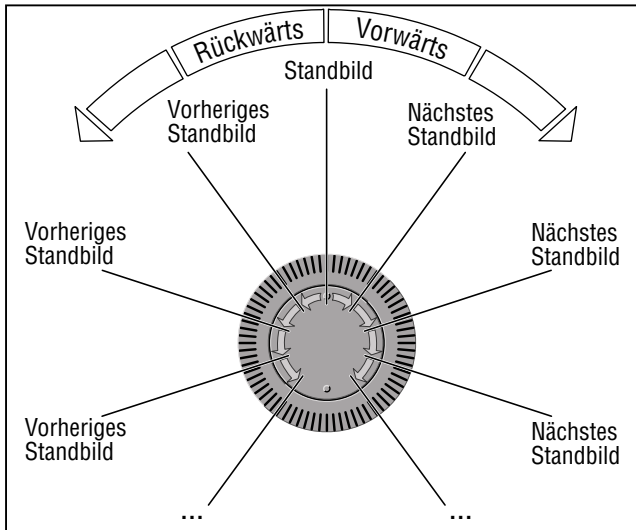 Rückwärts
Vorwärts
Standbild
Vorheriges
Standbild
Nächstes
Standbild
Vorheriges
Standbild
Nächstes
Standbild
Vorheriges
Standbild
Nächstes
Standbild
...
...